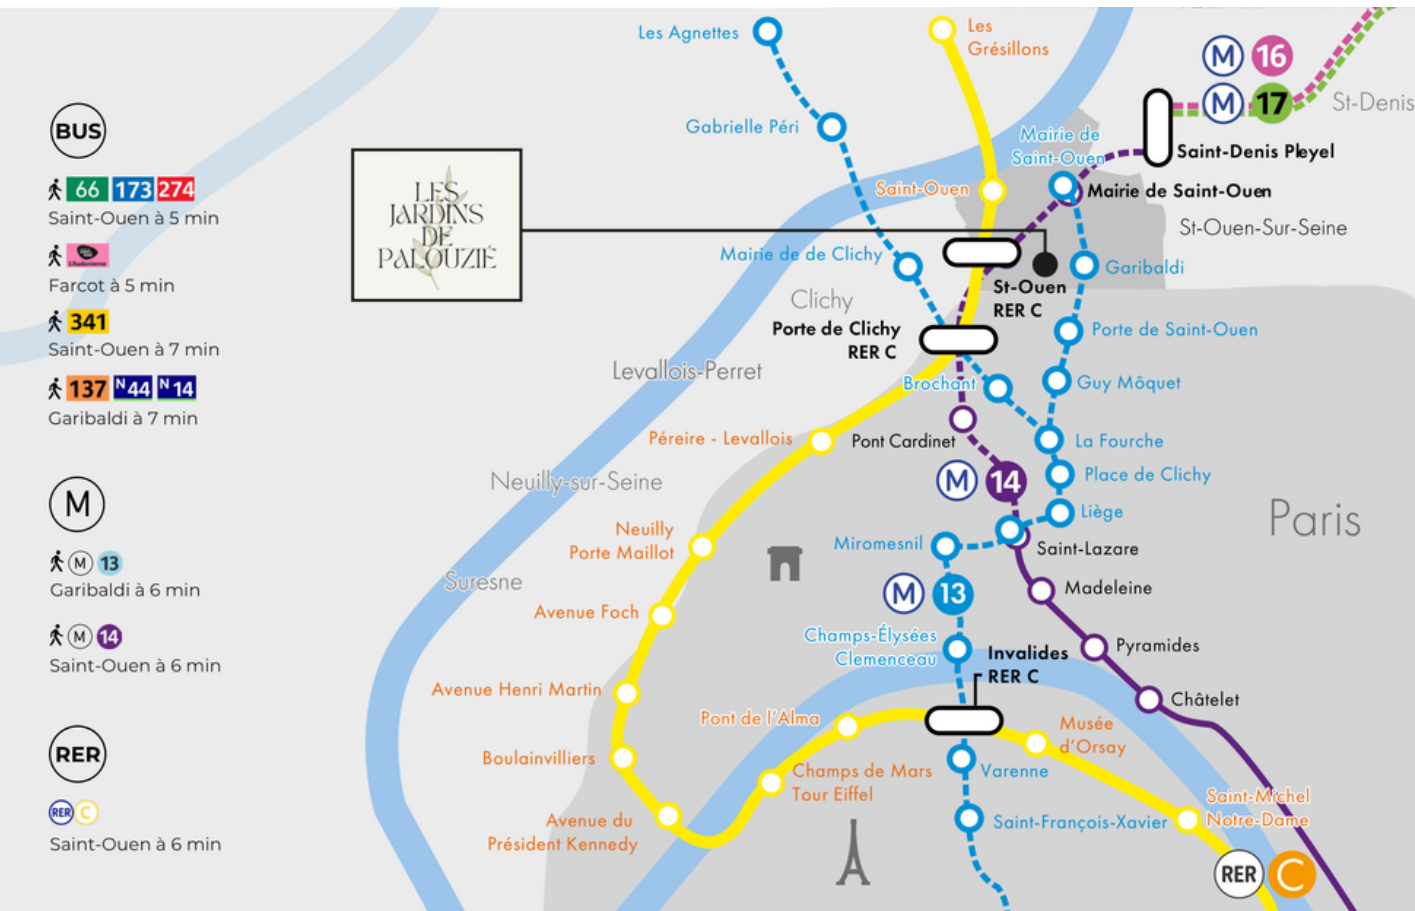 BUS
66 173 274
Saint-Ouen à 5 min
L'Audonienne
Farcot à 5 min
341
Saint-Ouen à 7 min
137 N44 N14
Garibaldi à 7 min
M
M 13
Garibaldi à 6 min
M 14
Saint-Ouen à 6 min
RER
RER C
Saint-Ouen à 6 min
LES
JARDINS
DE
PALOUZIÉ
Les Agnettes
Les
Grésillons
Gabrielle Péri
M 16
M 17
St-Denis
Mairie de
Saint-Ouen
Saint-Denis Pleyel
Saint-Ouen
Mairie de Saint-Ouen
St-Ouen-Sur-Seine
Mairie de de Clichy
Garibaldi
St-Ouen
RER C
Clichy
Porte de Clichy
RER C
Porte de Saint-Ouen
Levallois-Perret
Brochant
Guy Môquet
Péreire - Levallois
Pont Cardinet
La Fourche
Neuilly-sur-Seine
M 14
Place de Clichy
Liège
Paris
Neuilly
Porte Maillot
Miromesnil
Saint-Lazare
Suresne
M 13
Madeleine
Avenue Foch
Champs-Élysées
Clemenceau
Invalides
RER C
Pyramides
Avenue Henri Martin
Châtelet
Pont de l'Alma
Musée
d'Orsay
Boulainvilliers
Champs de Mars
Tour Eiffel
Varenne
Avenue du
Président Kennedy
Saint-François-Xavier
Saint-Michel
Notre-Dame
RER C